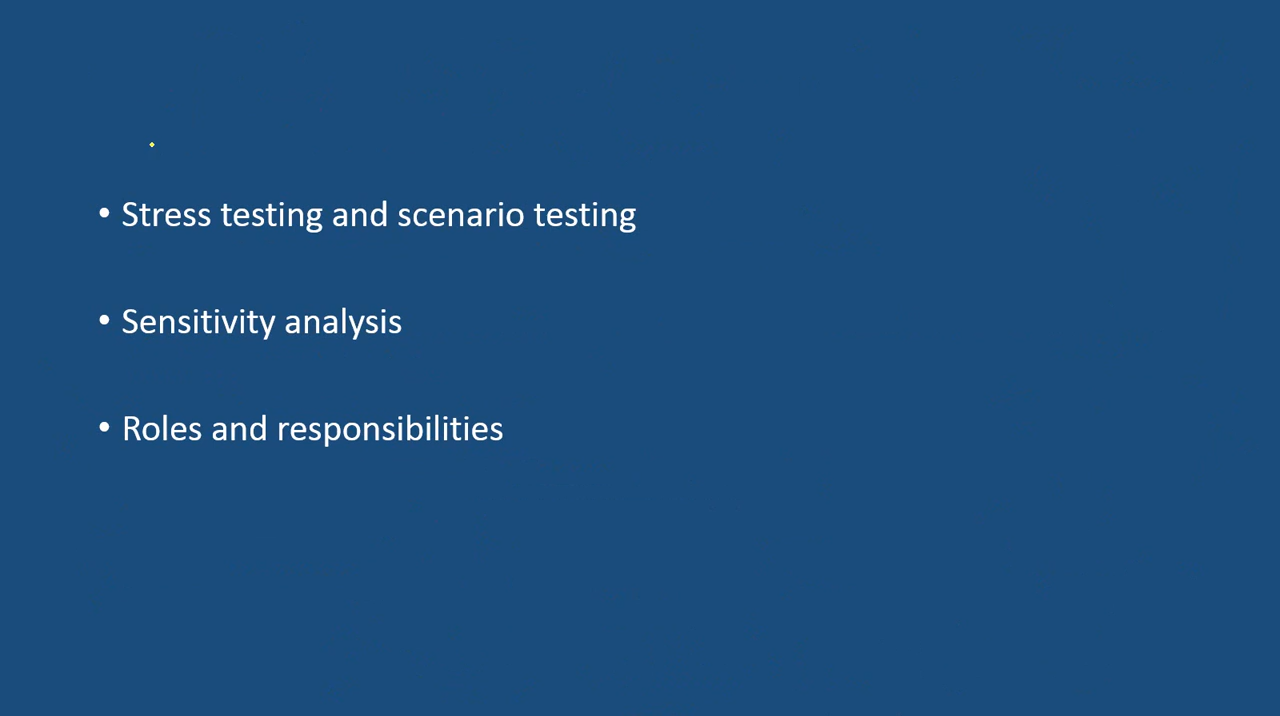 • Stress testing and scenario testing
• Sensitivity analysis
• Roles and responsibilities